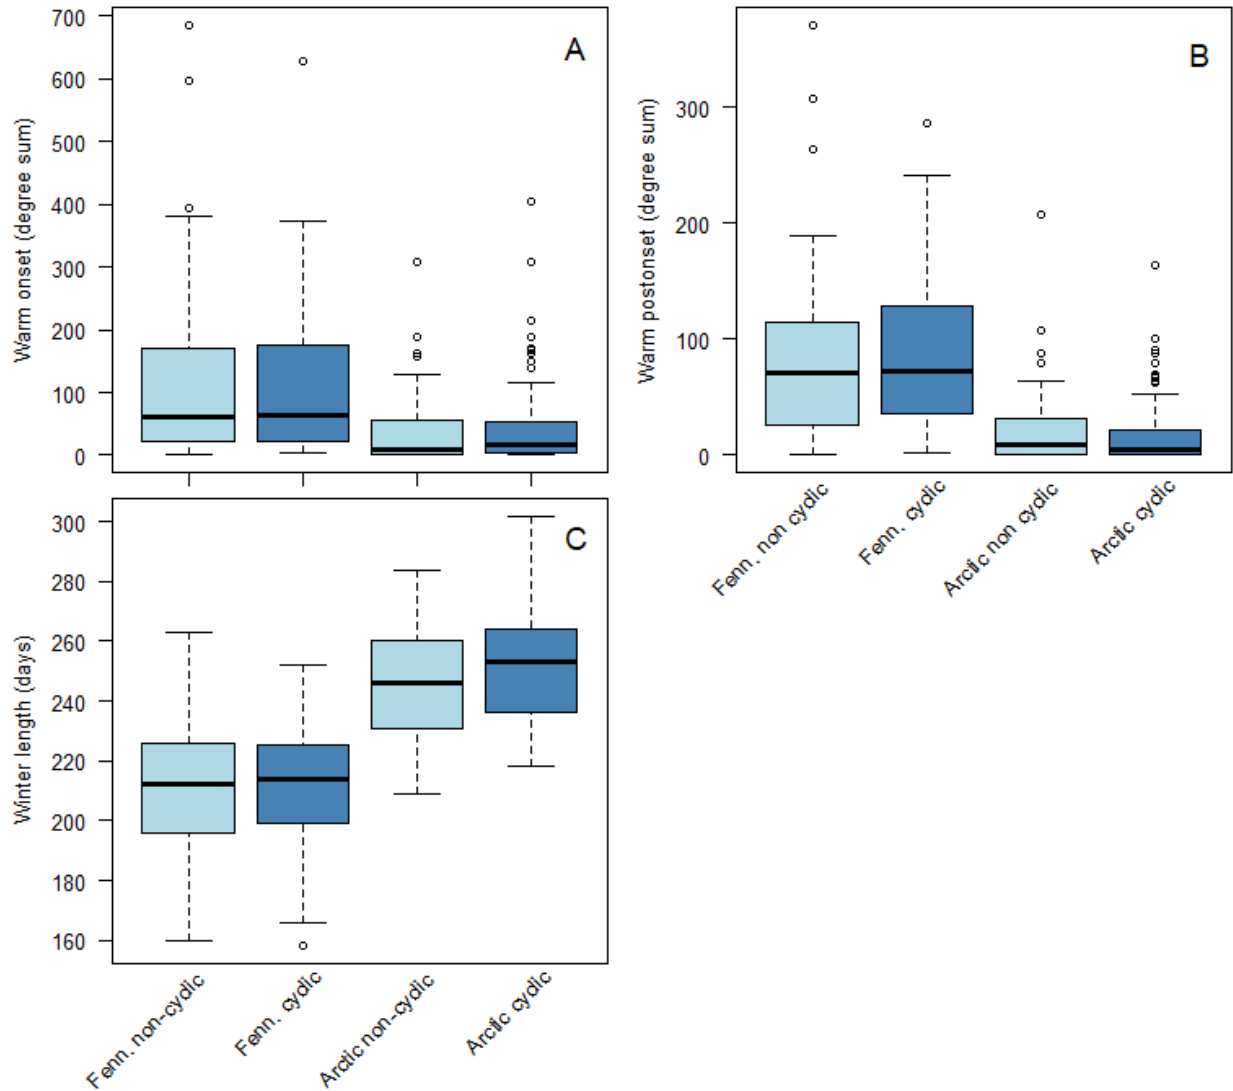 A
Warm onset (degree sum)
700
600
500
400
300
200
100
0
B
Warm postonset (degree sum)
300
200
100
0
Fenn. non cyclic
Fenn. cyclic
Arctic non cyclic
Arctic cyclic
C
Winter length (days)
300
280
260
240
220
200
180
160
Fenn. non-cyclic
Fenn. cyclic
Arctic non-cyclic
Arctic cyclic